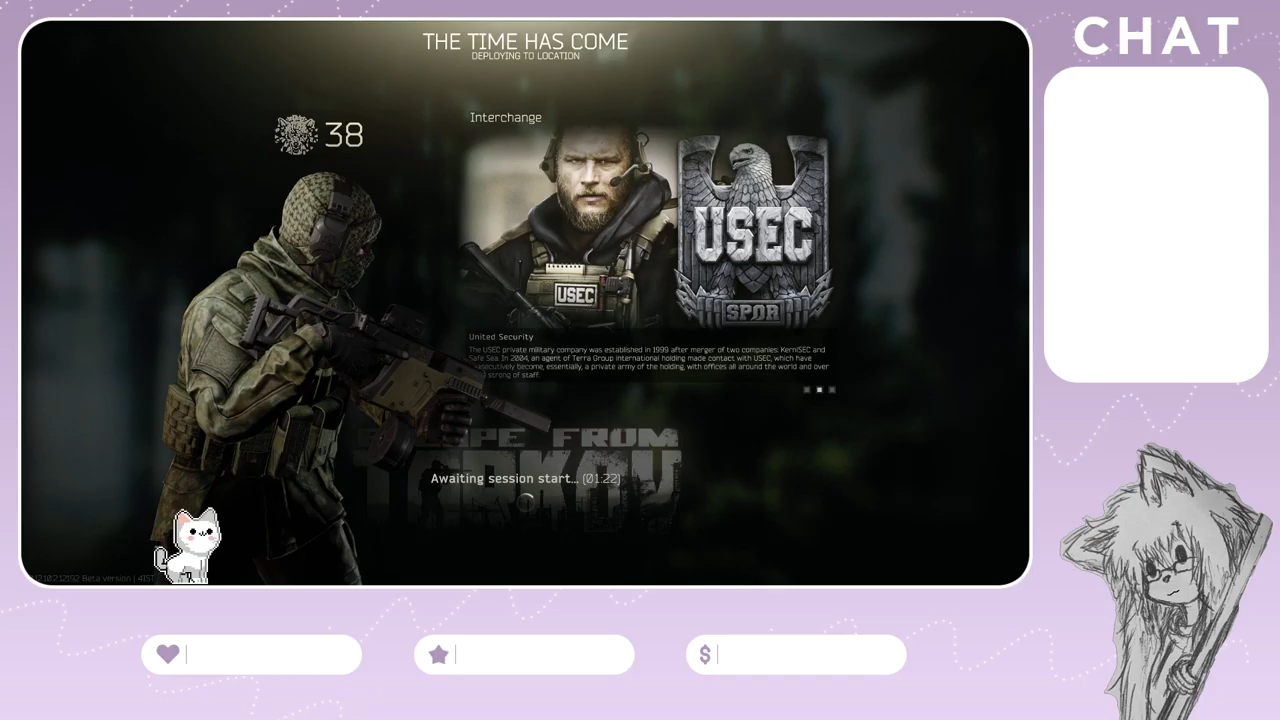 CHAT
THE TIME HAS COME
DEPLOYING TO LOCATION
38
Interchange
USEC
USEC
SPQR
United Security
The USEC private military company was established in 1999 after merger of two companies: KerniSEC and
Safe Sea. In 2004, an agent of Terra Group international holding made contact with USEC, which have
become, essentially, a private army of the holding, with offices all around the world and over
strong of staff.
ESCAPE FROM
TARKOV
Awaiting session start... (01:22)
Beta version |
$